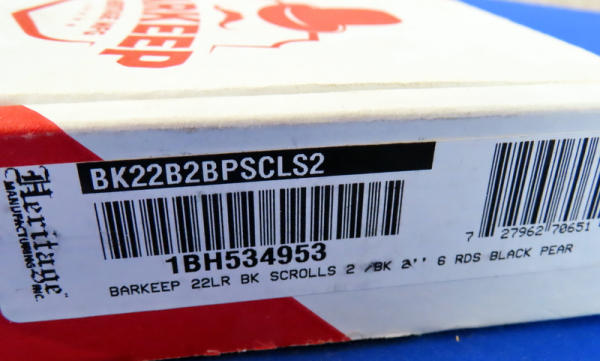 BARKEEP
BK22B2BPSCLS2
Heritage
MANUFACTURING INC.
1BH534953
7 27962 70651
BARKEEP 22LR BK SCROLLS 2 /BK 2'' 6 RDS BLACK PEAR